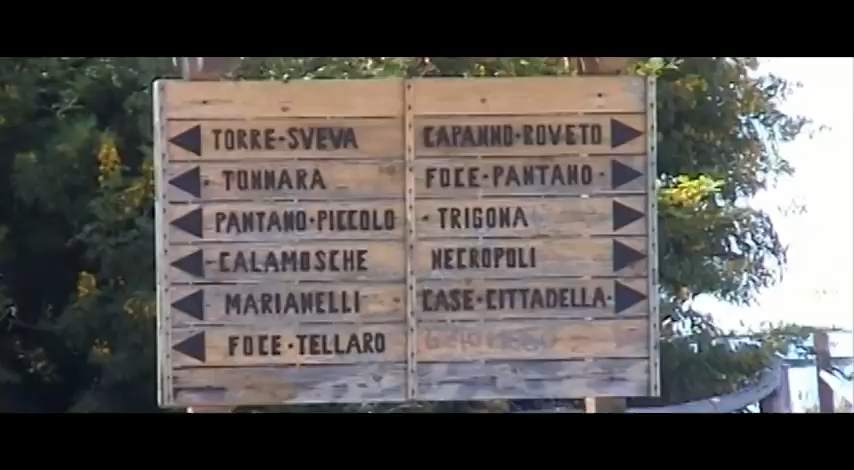 TORRE·SVEVA
TONNARA
PANTANO·PICCOLO
CALAMOSCHE
MARIANELLI
FOCE·TELLARO
CAPANNO·ROVETO
FOCE·PANTANO·
TRIGONA
NECROPOLI
CASE·CITTADELLA·